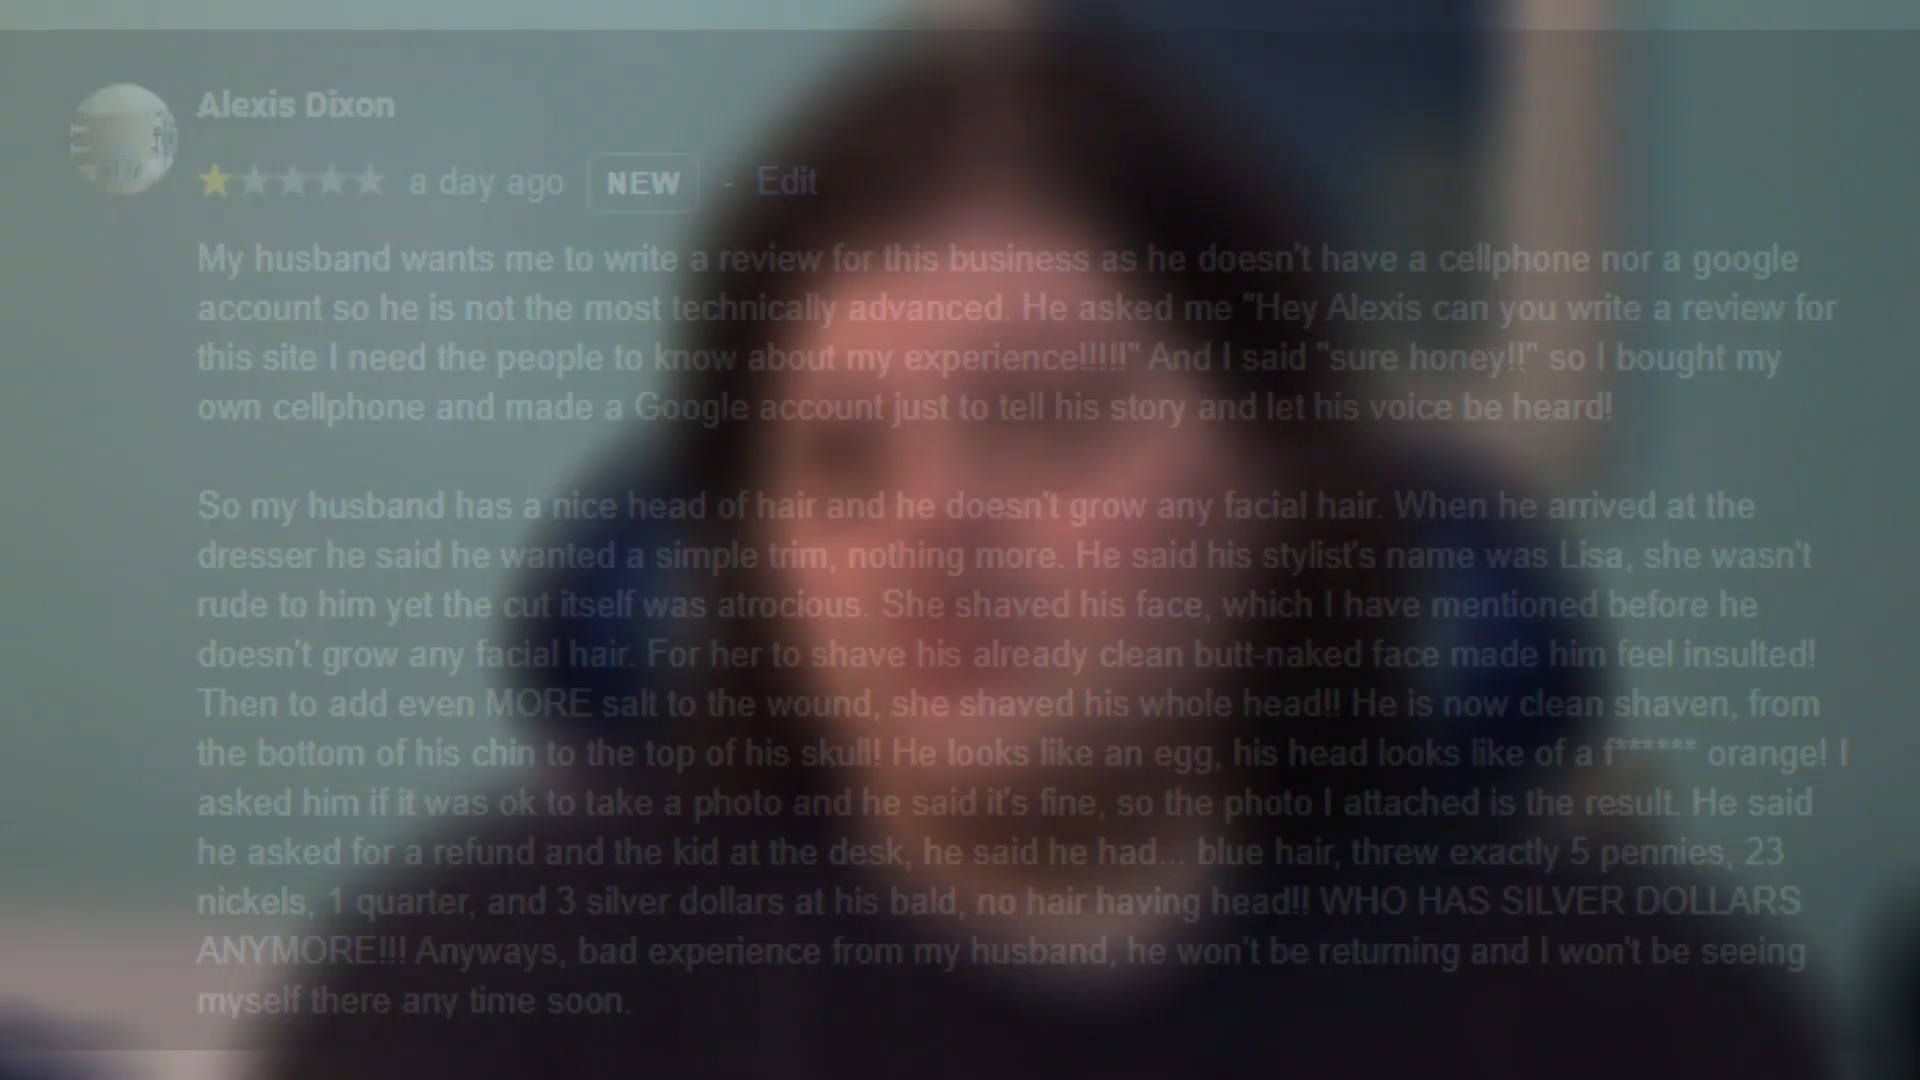 Alexis Dixon
a day ago NEW - Edit
My husband wants me to write a review for this business as he doesn't have a cellphone nor a google
account so he is not the most technically advanced. He asked me "Hey Alexis can you write a review for
this site I need the people to know about my experience!!!!!" And I said "sure honey!!" so I bought my
own cellphone and made a Google account just to tell his story and let his voice be heard!
So my husband has a nice head of hair and he doesn't grow any facial hair. When he arrived at the
dresser he said he wanted a simple trim, nothing more. He said his stylist's name was Lisa, she wasn't
rude to him yet the cut itself was atrocious. She shaved his face, which I have mentioned before he
doesn't grow any facial hair. For her to shave his already clean butt-naked face made him feel insulted!
Then to add even MORE salt to the wound, she shaved his whole head!! He is now clean shaven, from
the bottom of his chin to the top of his skull! He looks like an egg, his head looks like of a f****** orange! I
asked him if it was ok to take a photo and he said it's fine, so the photo I attached is the result. He said
he asked for a refund and the kid at the desk, he said he had... blue hair, threw exactly 5 pennies, 23
nickels, 1 quarter, and 3 silver dollars at his bald, no hair having head!! WHO HAS SILVER DOLLARS
ANYMORE!!! Anyways, bad experience from my husband, he won't be returning and I won't be seeing
myself there any time soon.